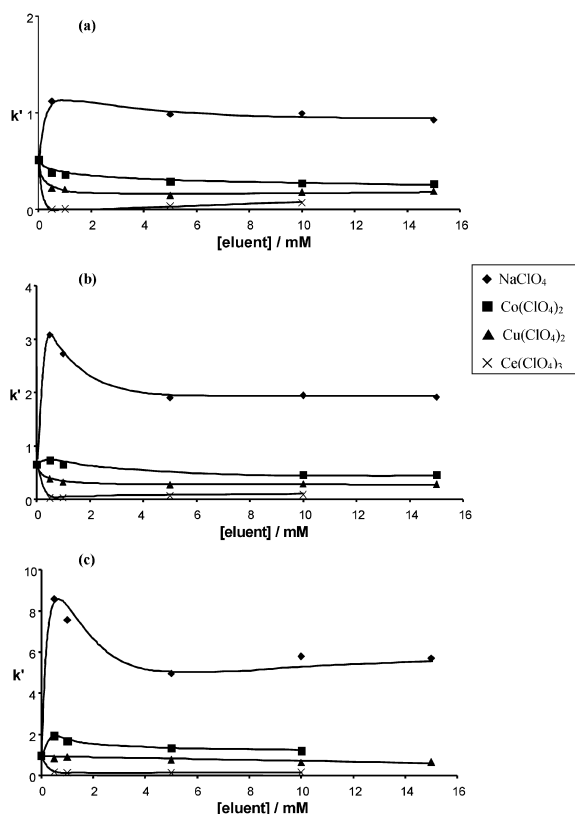 (a)
2
1
0
k'
0 2 4 6 8 10 12 14 16
[eluent] / mM
(b)
4
3
2
1
0
k'
0 2 4 6 8 10 12 14 16
[eluent] / mM
NaClO4
Co(ClO4)2
Cu(ClO4)2
Ce(ClO4)3
(c)
10
8
6
4
2
0
k'
0 2 4 6 8 10 12 14 16
[eluent] / mM